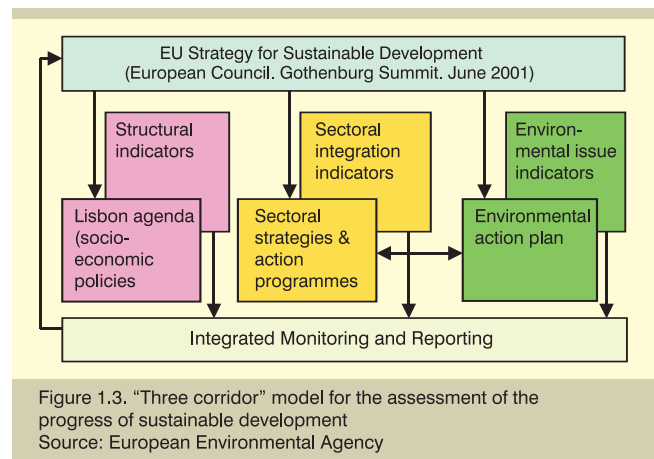 EU Strategy for Sustainable Development
(European Council. Gothenburg Summit. June 2001)
Structural
indicators
Lisbon agenda
(socio-
economic
policies
Sectoral
integration
indicators
Sectoral
strategies &
action
programmes
Environ-
mental issue
indicators
Environmental
action plan
Integrated Monitoring and Reporting
Figure 1.3. “Three corridor” model for the assessment of the
progress of sustainable development
Source: European Environmental Agency